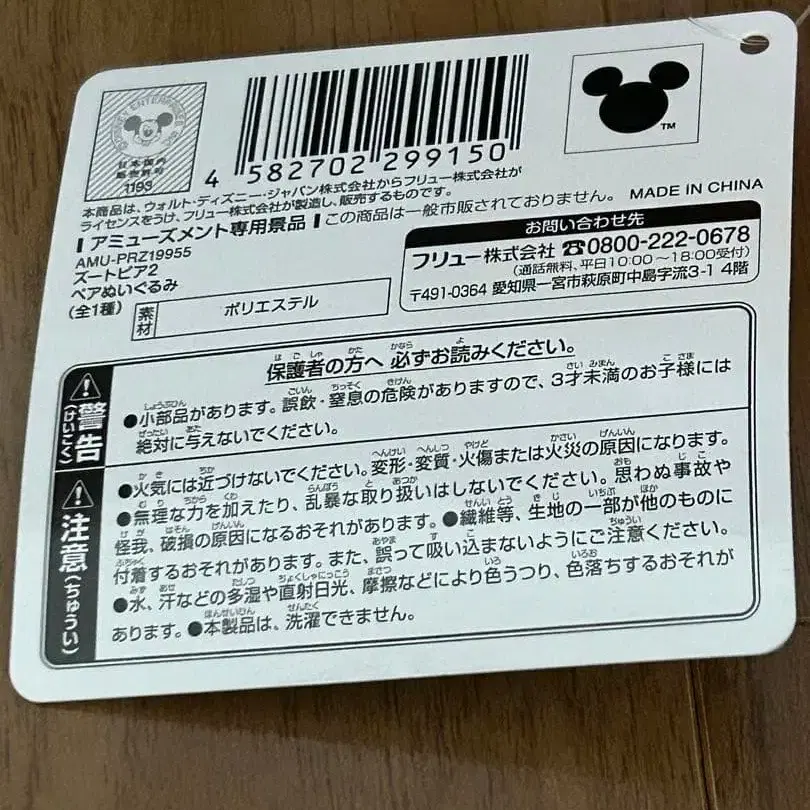 日本国内
販売許可
1193
4 582702 299150
TM
本商品は、ウォルト・ディズニー・ジャパン株式会社からフリュー株式会社が
ライセンスをうけ、フリュー株式会社が製造し、販売するものです。
アミューズメント専用景品 この商品は一般市販されておりません。 MADE IN CHINA
AMU-PRZ19955
ズートピア2
ペアぬいぐるみ
(全1種)
素材 ポリエステル
お問い合わせ先
フリュー株式会社 ☎0800-222-0678
(通話無料、平日10:00〜18:00受付)
〒491-0364 愛知県一宮市萩原町中島字流3-1 4階
保護者の方へ 必ずお読みください。
警告(けいこく)
●小部品があります。誤飲・窒息の危険がありますので、3才未満のお子様には
絶対に与えないでください。
注意(ちゅうい)
●火気には近づけないでください。変形・変質・火傷または火災の原因になります。
●無理な力を加えたり、乱暴な取り扱いはしないでください。思わぬ事故や
怪我、破損の原因になるおそれがあります。●繊維等、生地の一部が他のものに
付着するおそれがあります。また、誤って吸い込まないようにご注意ください。
●水、汗などの多湿や直射日光、摩擦などにより色うつり、色落ちするおそれが
あります。●本製品は、洗濯できません。